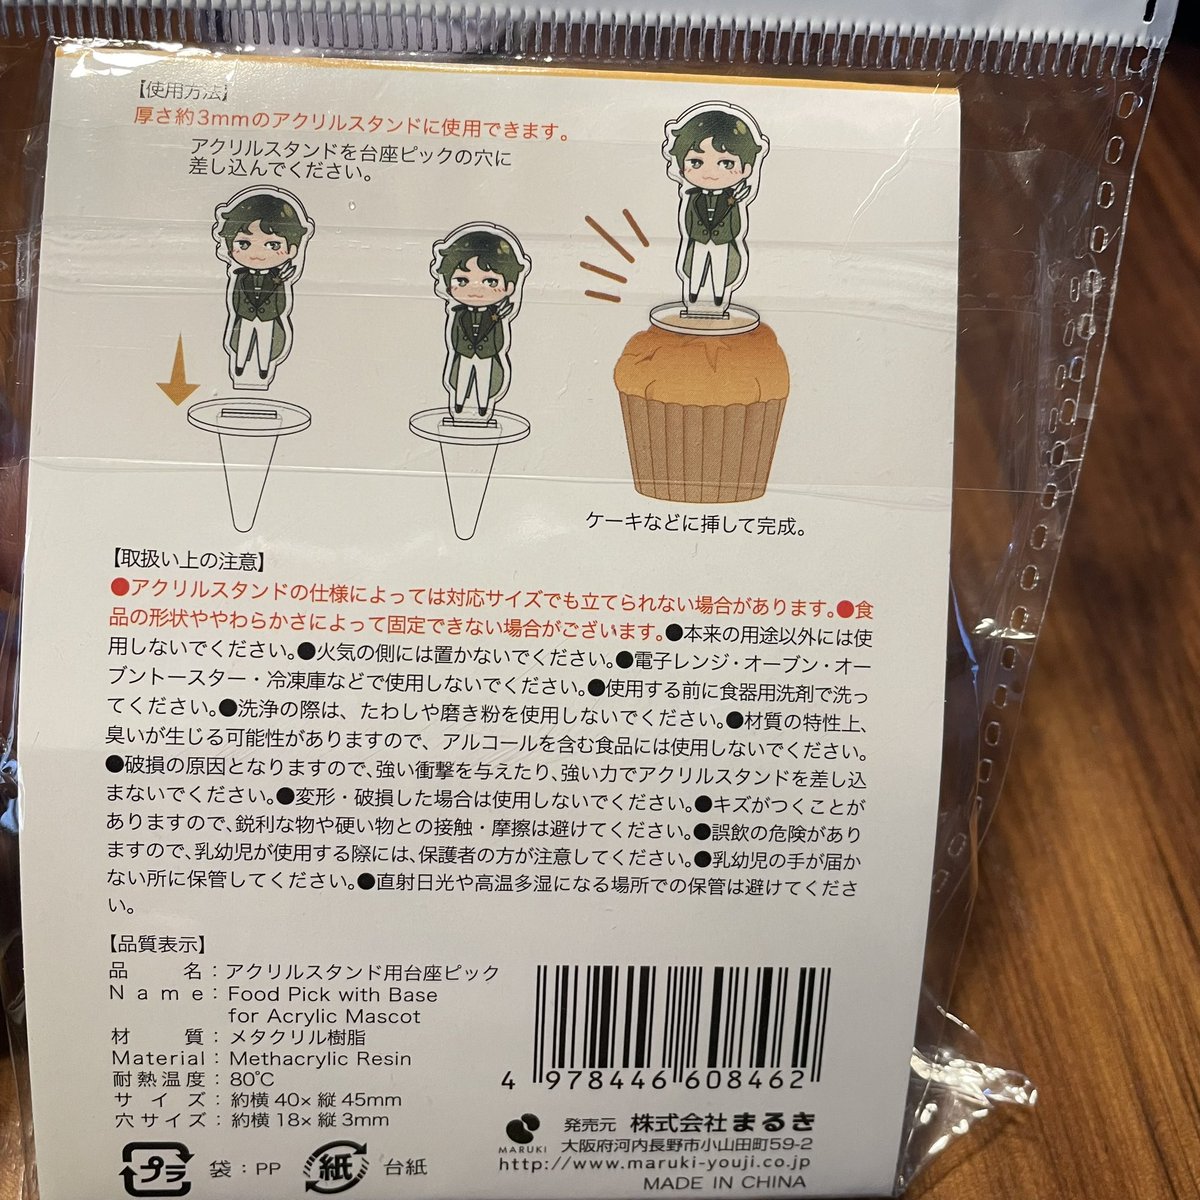 【使用方法】
厚さ約3mmのアクリルスタンドに使用できます。
アクリルスタンドを台座ピックの穴に
差し込んでください。
ケーキなどに挿して完成。
【取扱い上の注意】
●アクリルスタンドの仕様によっては対応サイズでも立てられない場合があります。●食
品の形状ややわらかさによって固定できない場合がございます。●本来の用途以外には使
用しないでください。●火気の側には置かないでください。●電子レンジ・オーブン・オー
ブントースター・冷凍庫などで使用しないでください。●使用する前に食器用洗剤で洗っ
てください。●洗浄の際は、たわしや磨き粉を使用しないでください。●材質の特性上、
臭いが生じる可能性がありますので、アルコールを含む食品には使用しないでください。
●破損の原因となりますので、強い衝撃を与えたり、強い力でアクリルスタンドを差し込
まないでください。●変形・破損した場合は使用しないでください。●キズがつくことが
ありますので、鋭利な物や硬い物との接触・摩擦は避けてください。●誤飲の危険があり
ますので、乳幼児が使用する際には、保護者の方が注意してください。●乳幼児の手が届か
ない所に保管してください。●直射日光や高温多湿になる場所での保管は避けてくださ
い。
【品質表示】
品名：アクリルスタンド用台座ピック
Name：Food Pick with Base
for Acrylic Mascot
材質：メタクリル樹脂
Material：Methacrylic Resin
耐熱温度：80℃
サイズ：約横40×縦45mm
穴サイズ：約横18×縦3mm
プラ 袋：PP 紙 台紙
4 978446 608462
MARUKI 発売元 株式会社まるき
大阪府河内長野市小山田町59-2
http://www.maruki-youji.co.jp
MADE IN CHINA